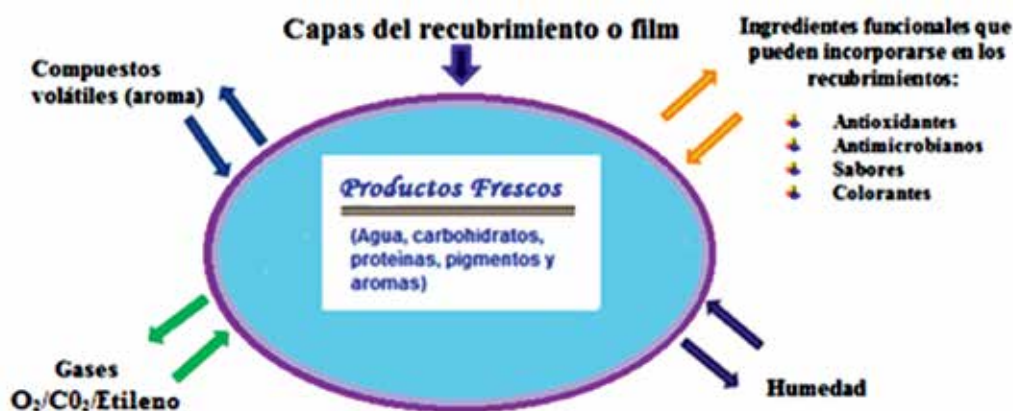 Capas del recubrimiento o film
Compuestos
volátiles (aroma)
Ingredientes funcionales que
pueden incorporarse en los
recubrimientos:
Antioxidantes
Antimicrobianos
Sabores
Colorantes
Productos Frescos
(Agua, carbohidratos,
proteinas, pigmentos y
aromas)
Gases
O₂/C0₂/Etileno
Humedad